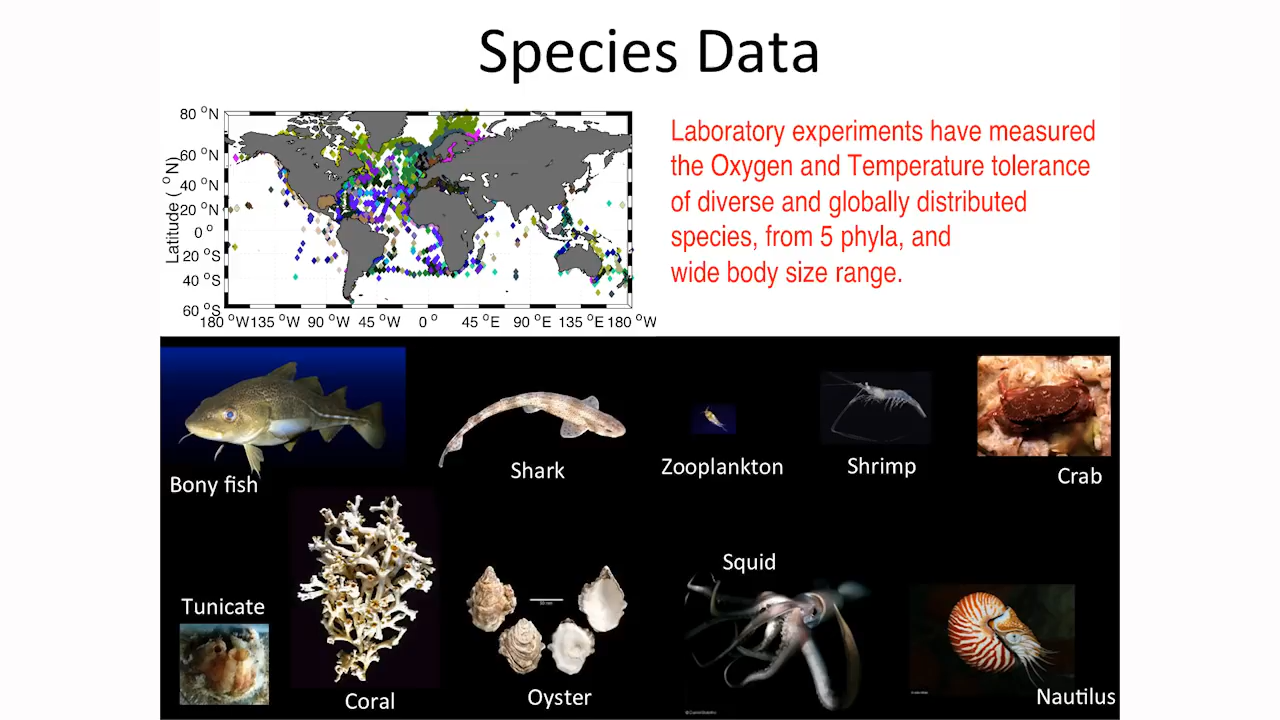 Species Data
80 °N
60 °N
40 °N
20 °N
0 °
20 °S
40 °S
60 °S
Latitude ( °N)
180 °W 135 °W 90 °W 45 °W 0 ° 45 °E 90 °E 135 °E 180 °W
Laboratory experiments have measured
the Oxygen and Temperature tolerance
of diverse and globally distributed
species, from 5 phyla, and
wide body size range.
Bony fish
Shark
Zooplankton
Shrimp
Crab
Squid
Tunicate
Coral
Oyster
Nautilus